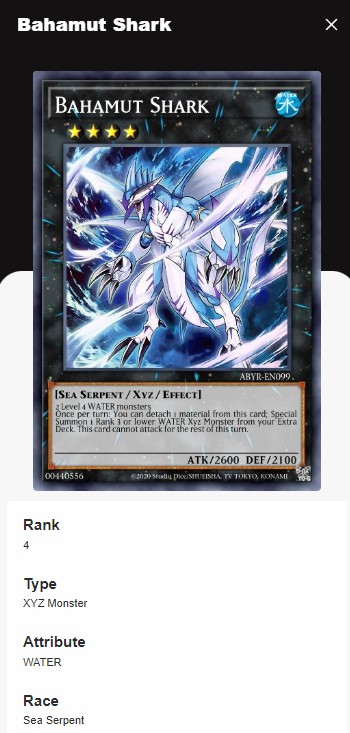 Bahamut Shark
BAHAMUT SHARK
WATER
水
ABYR-EN099
[SEA SERPENT / XYZ / EFFECT]
2 Level 4 WATER monsters
Once per turn: You can detach 1 material from this card; Special
Summon 1 Rank 3 or lower WATER Xyz Monster from your Extra
Deck. This card cannot attack for the rest of this turn.
ATK/2600 DEF/2100
00440556
©2020 Studio Dice/SHUEISHA, TV TOKYO, KONAMI
Rank
4
Type
XYZ Monster
Attribute
WATER
Race
Sea Serpent